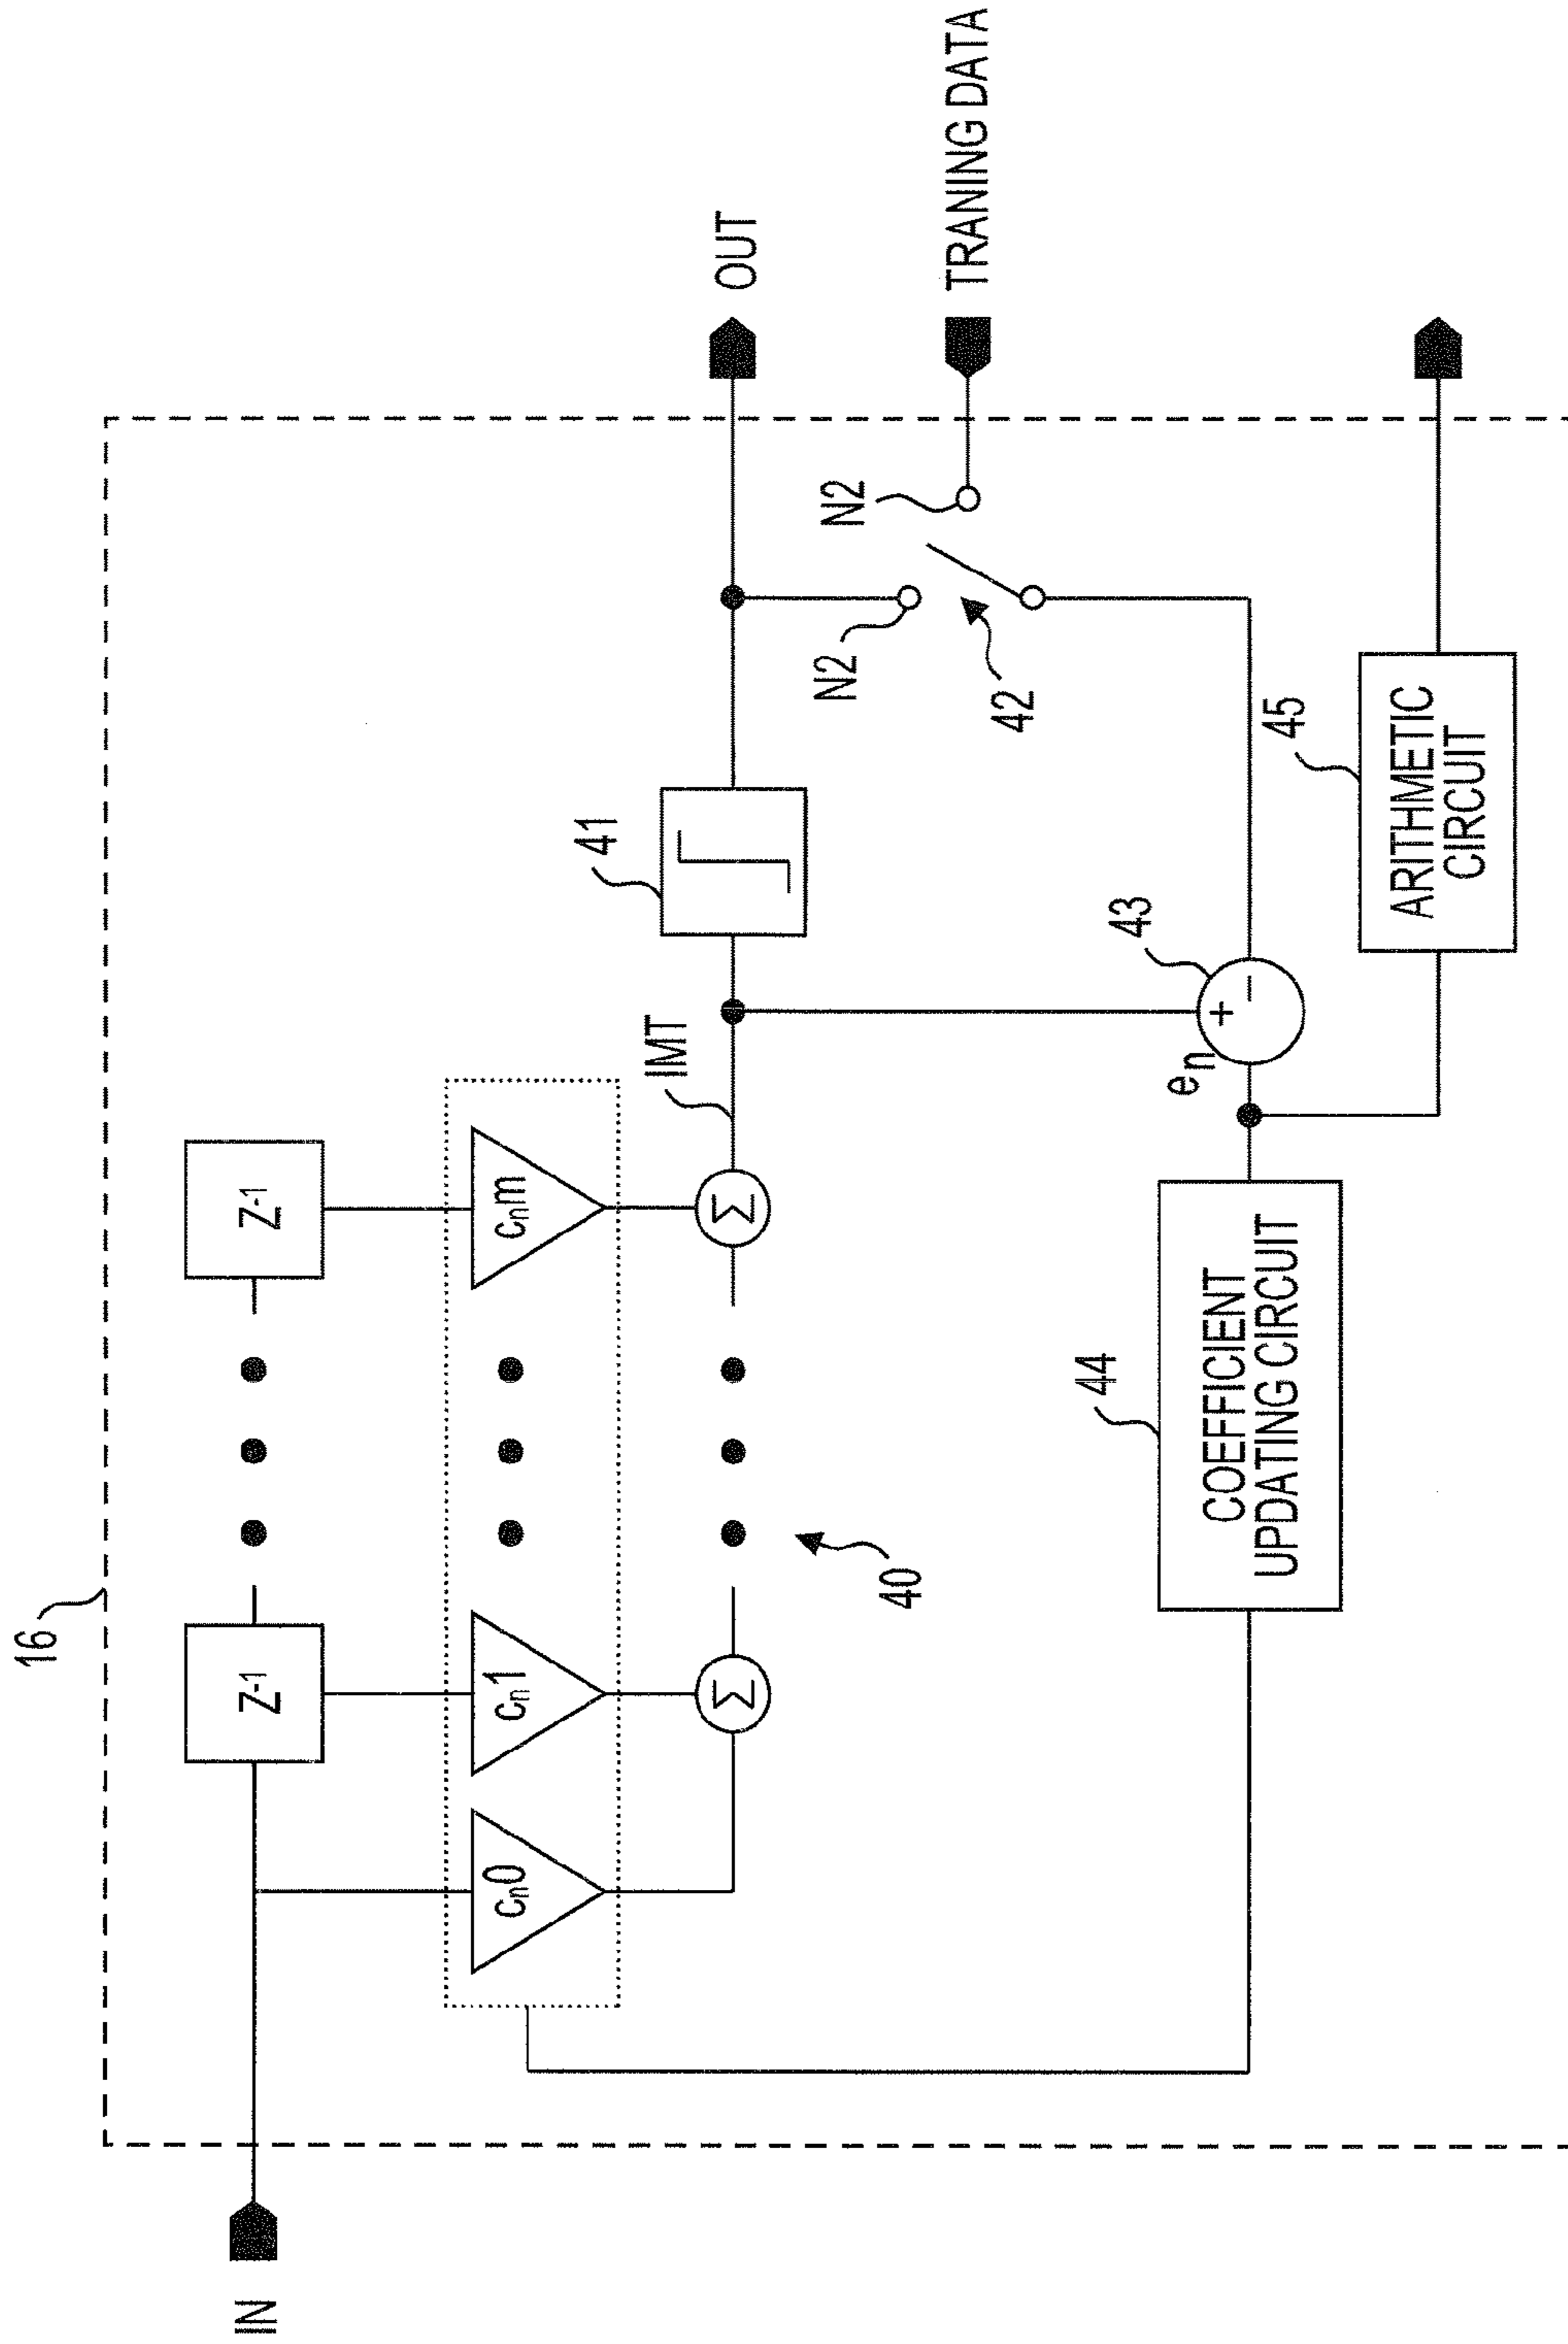 16
IN
Z-1
Z-1
cn0
cn1
cnm
Σ
Σ
IMT
40
41
OUT
N2
N2
42
TRANING DATA
43
+
−
en
44
COEFFICIENT
UPDATING CIRCUIT
45
ARITHMETIC
CIRCUIT